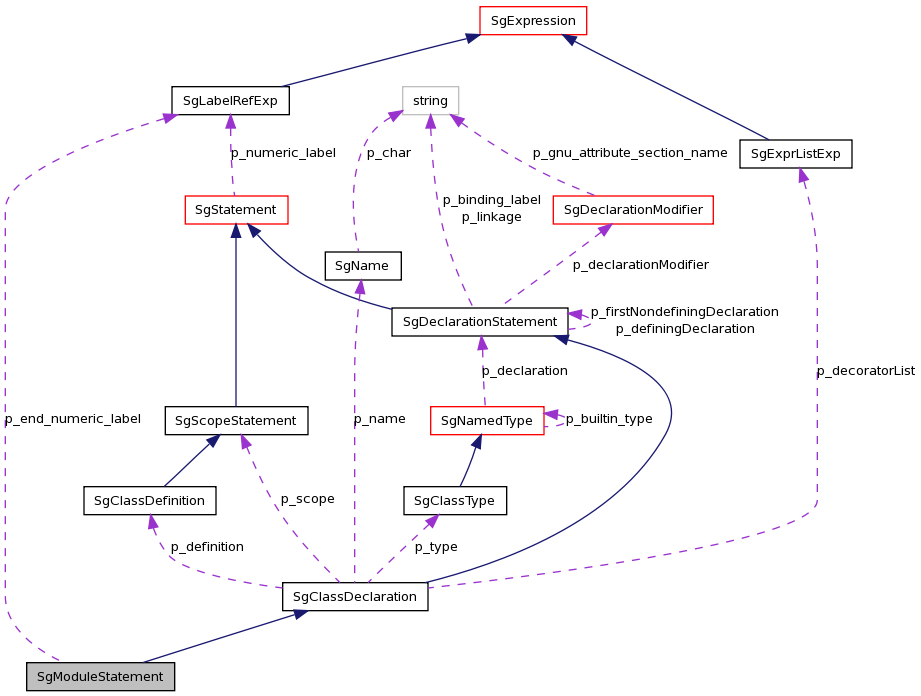 SgExpression
SgLabelRefExp
string
p_numeric_label
p_char
p_gnu_attribute_section_name
SgExprListExp
p_binding_label
p_linkage
SgStatement
SgDeclarationModifier
SgName
p_declarationModifier
SgDeclarationStatement
p_firstNondefiningDeclaration
p_definingDeclaration
p_declaration
p_decoratorList
p_end_numeric_label
SgScopeStatement
p_name
SgNamedType
p_builtin_type
SgClassDefinition
p_scope
SgClassType
p_definition
p_type
SgClassDeclaration
SgModuleStatement